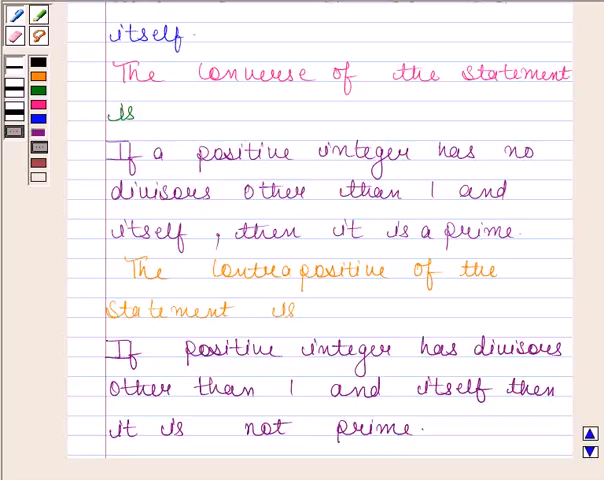 itself.
The Converse of the statement
is
If a positive integer has no
divisors other than 1 and
itself, then it is a prime.
The Contrapositive of the
statement is
If positive integer has divisors
other than 1 and itself then
it is not prime.